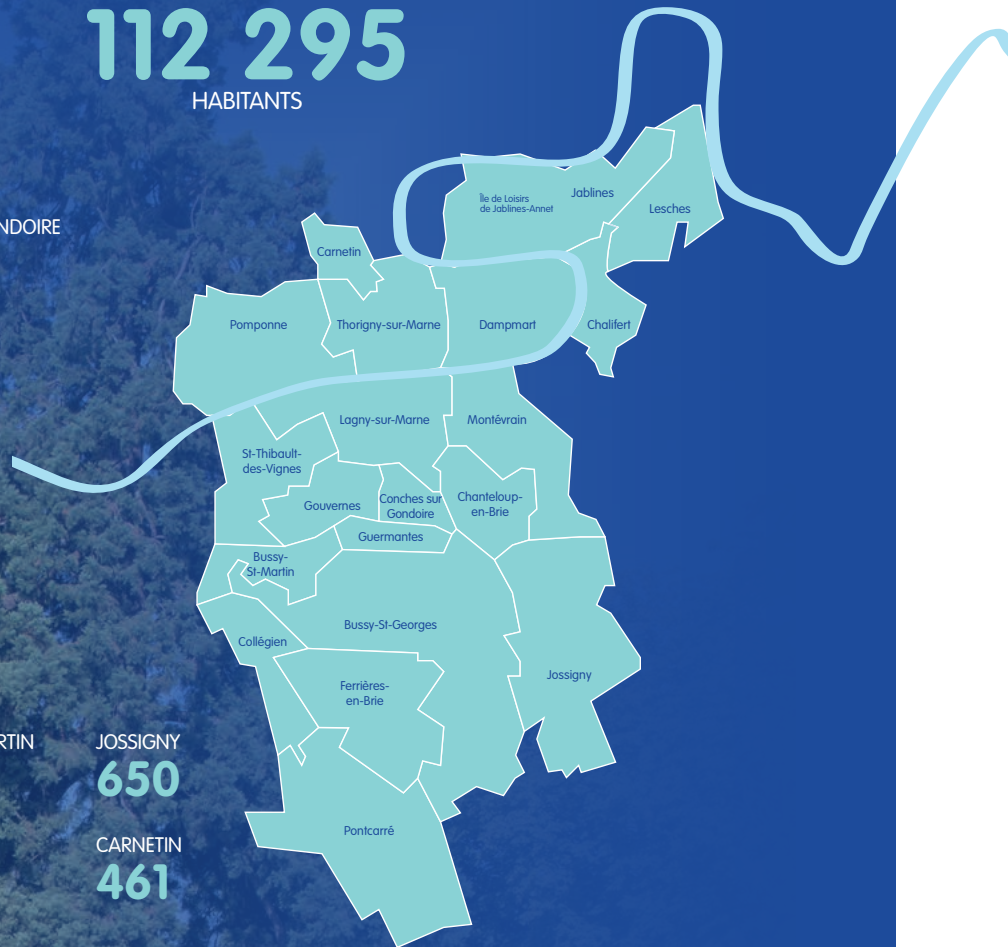 112 295
HABITANTS
NDOIRE
Île de Loisirs
de Jablines-Annet
Jablines
Lesches
Carnetin
Pomponne
Thorigny-sur-Marne
Dampmart
Chalifert
Lagny-sur-Marne
Montévrain
St-Thibault-
des-Vignes
Gouvernes
Conches sur
Gondoire
Chanteloup-
en-Brie
Guermantes
Bussy-
St-Martin
Bussy-St-Georges
Collégien
Jossigny
Ferrières-
en-Brie
Pontcarré
RTIN
JOSSIGNY
650
CARNETIN
461